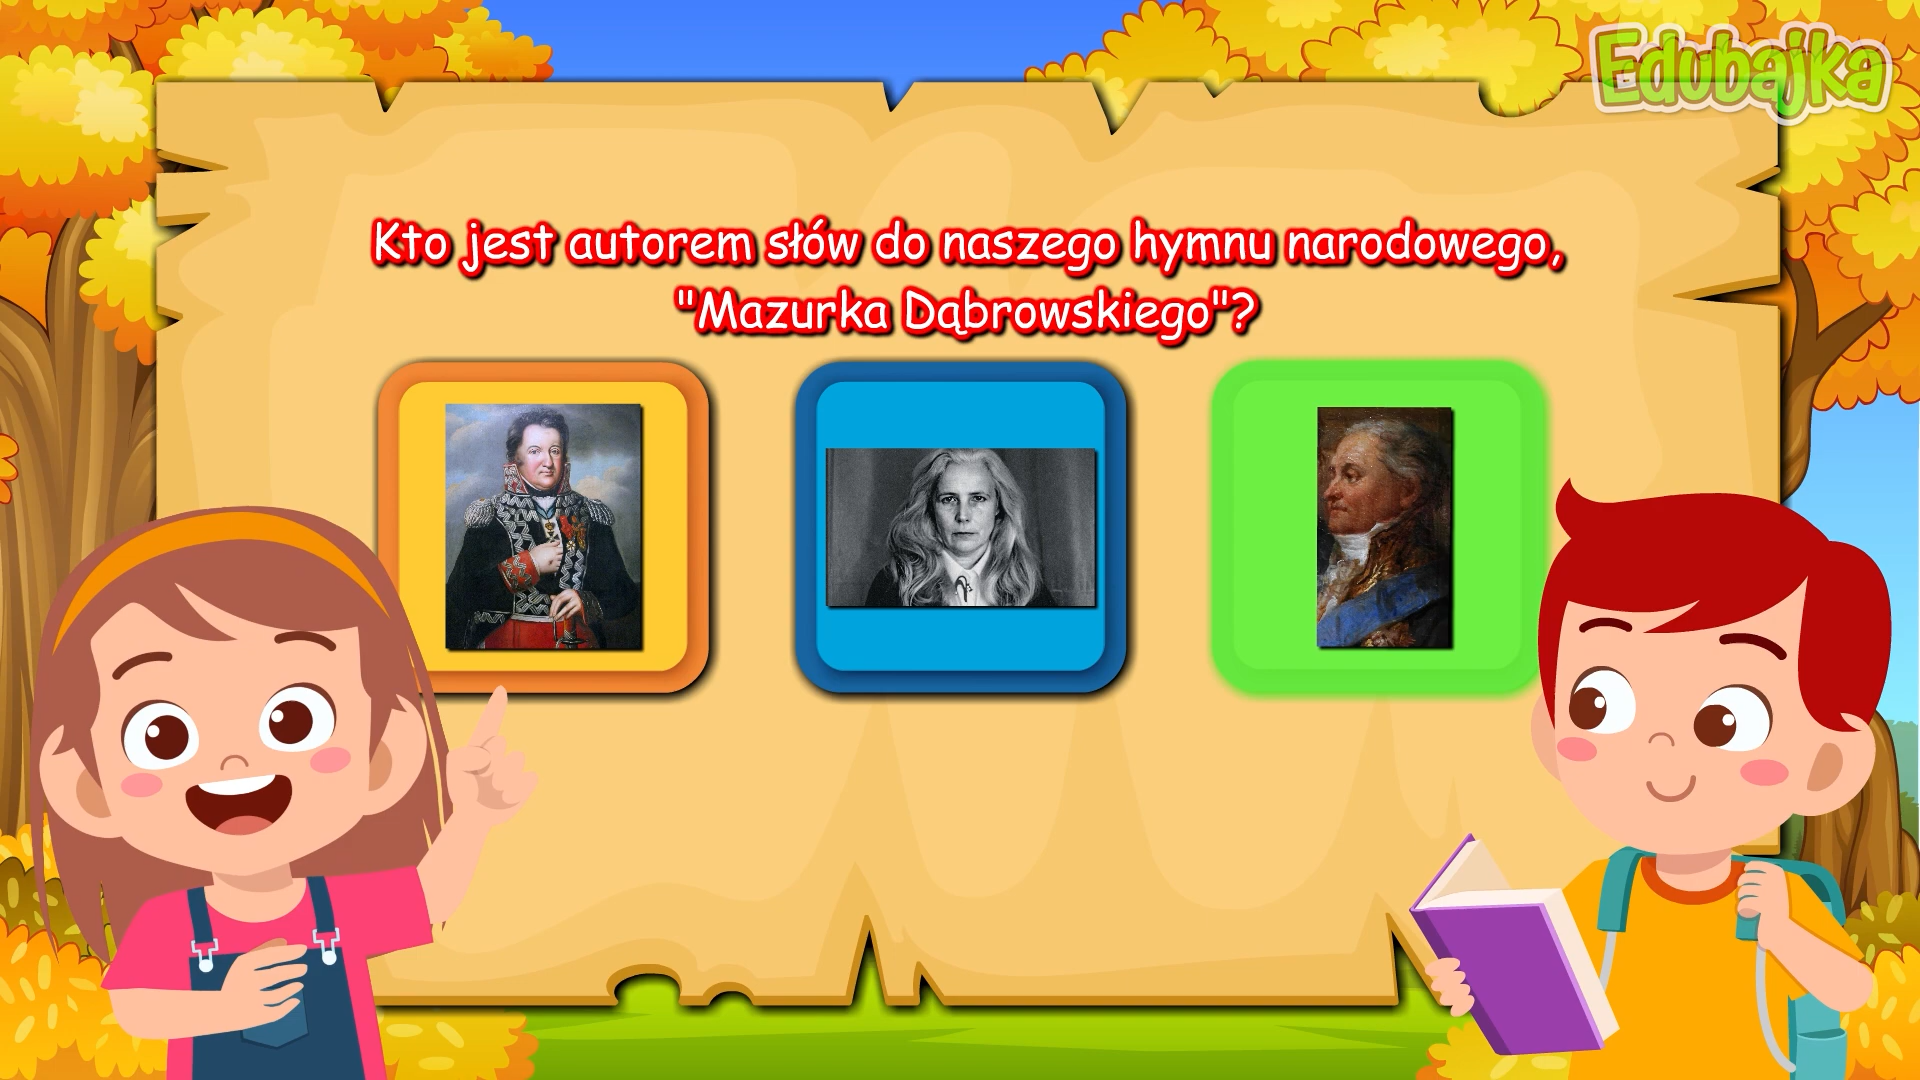 Edubajka
Kto jest autorem słów do naszego hymnu narodowego,
"Mazurka Dąbrowskiego"?